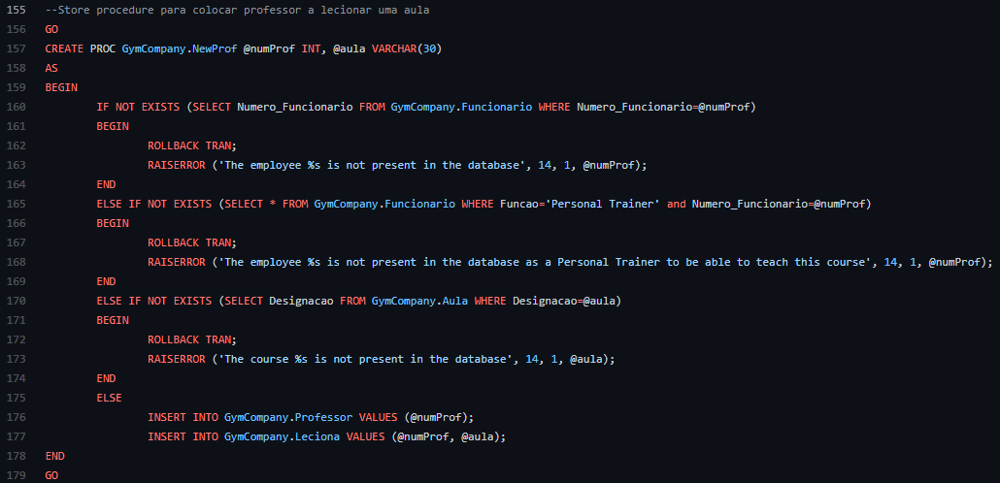 155 --Store procedure para colocar professor a lecionar uma aula
156 GO
157 CREATE PROC GymCompany.NewProf @numProf INT, @aula VARCHAR(30)
158 AS
159 BEGIN
160 IF NOT EXISTS (SELECT Numero_Funcionario FROM GymCompany.Funcionario WHERE Numero_Funcionario=@numProf)
161 BEGIN
162 ROLLBACK TRAN;
163 RAISERROR ('The employee %s is not present in the database', 14, 1, @numProf);
164 END
165 ELSE IF NOT EXISTS (SELECT * FROM GymCompany.Funcionario WHERE Funcao='Personal Trainer' and Numero_Funcionario=@numProf)
166 BEGIN
167 ROLLBACK TRAN;
168 RAISERROR ('The employee %s is not present in the database as a Personal Trainer to be able to teach this course', 14, 1, @numProf);
169 END
170 ELSE IF NOT EXISTS (SELECT Designacao FROM GymCompany.Aula WHERE Designacao=@aula)
171 BEGIN
172 ROLLBACK TRAN;
173 RAISERROR ('The course %s is not present in the database', 14, 1, @aula);
174 END
175 ELSE
176 INSERT INTO GymCompany.Professor VALUES (@numProf);
177 INSERT INTO GymCompany.Leciona VALUES (@numProf, @aula);
178 END
179 GO